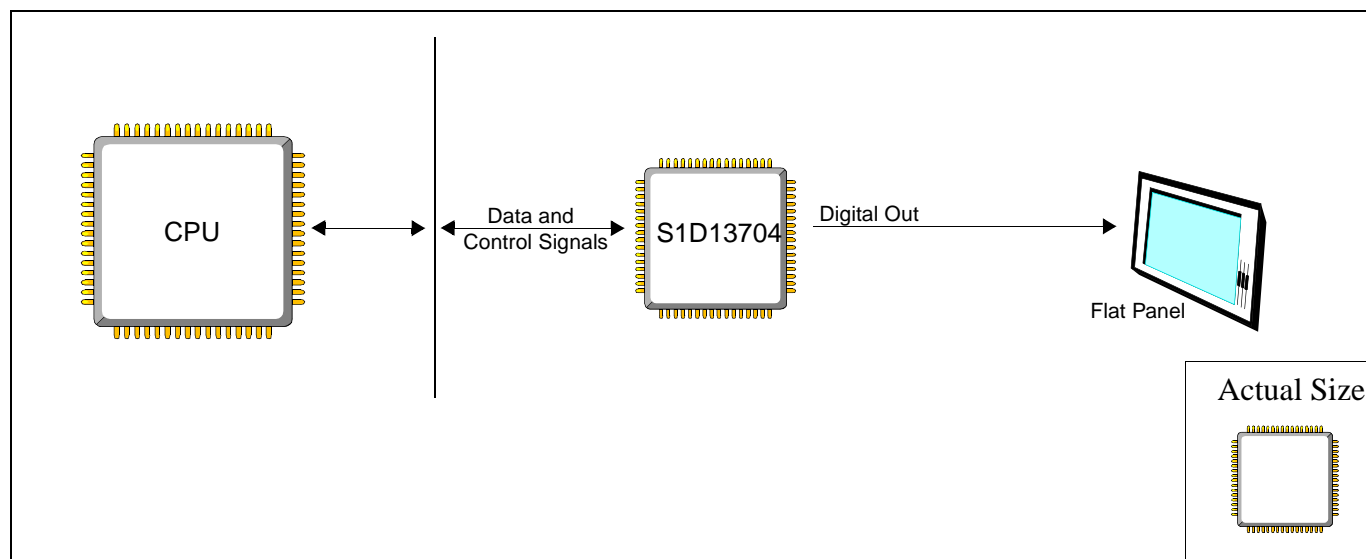 CPU
Data and
Control Signals
S1D13704
Digital Out
Flat Panel
Actual Size